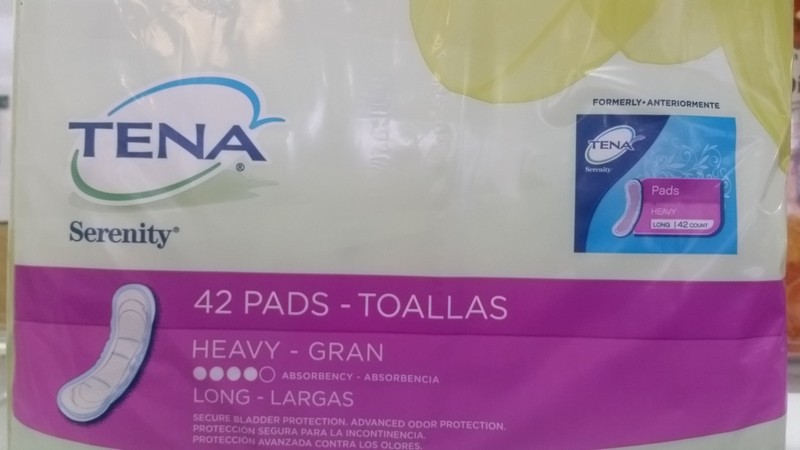 FORMERLY • ANTERIORMENTE
TENA®
Serenity®
TENA
Serenity
Pads
HEAVY
LONG | 42 COUNT
42 PADS - TOALLAS
HEAVY - GRAN
ABSORBENCY - ABSORBENCIA
LONG - LARGAS
SECURE BLADDER PROTECTION. ADVANCED ODOR PROTECTION.
PROTECCIÓN SEGURA PARA LA INCONTINENCIA.
PROTECCIÓN AVANZADA CONTRA LOS OLORES.